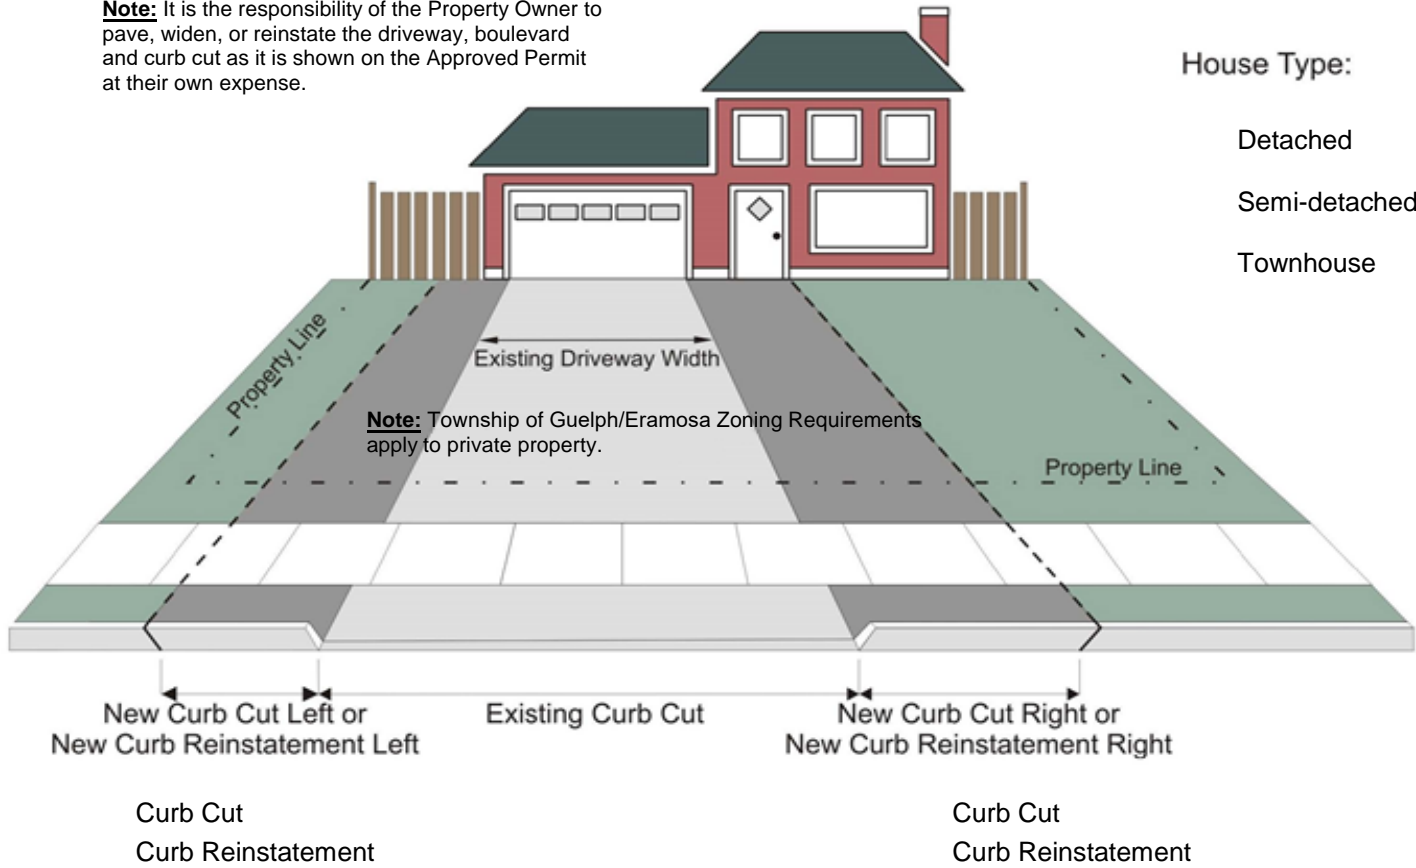 Note: It is the responsibility of the Property Owner to
pave, widen, or reinstate the driveway, boulevard
and curb cut as it is shown on the Approved Permit
at their own expense.
House Type:
Detached
Semi-detached
Townhouse
Property Line
Existing Driveway Width
Note: Township of Guelph/Eramosa Zoning Requirements
apply to private property.
Property Line
New Curb Cut Left or
New Curb Reinstatement Left
Existing Curb Cut
New Curb Cut Right or
New Curb Reinstatement Right
Curb Cut
Curb Reinstatement
Curb Cut
Curb Reinstatement